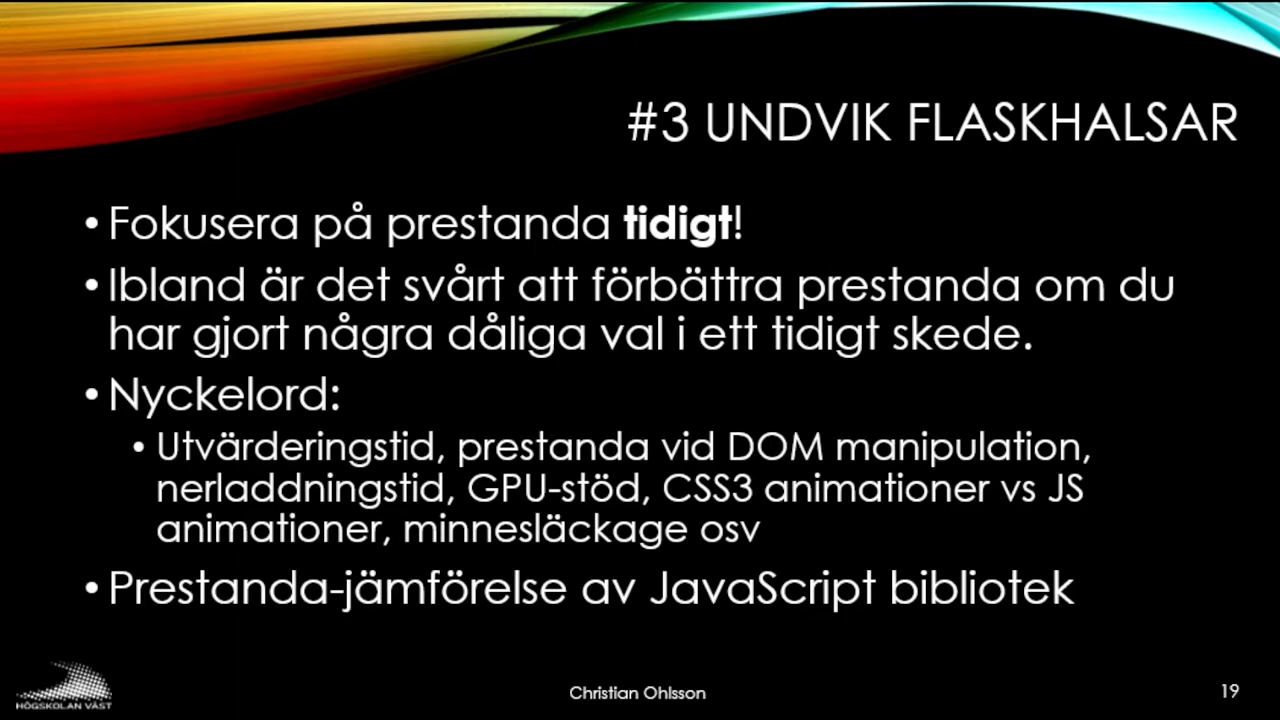 #3 UNDVIK FLASKHALSAR
• Fokusera på prestanda tidigt!
• Ibland är det svårt att förbättra prestanda om du
har gjort några dåliga val i ett tidigt skede.
• Nyckelord:
• Utvärderingstid, prestanda vid DOM manipulation,
nerladdningstid, GPU-stöd, CSS3 animationer vs JS
animationer, minnesläckage osv
• Prestanda-jämförelse av JavaScript bibliotek
HÖGSKOLAN VÄST
Christian Ohlsson
19